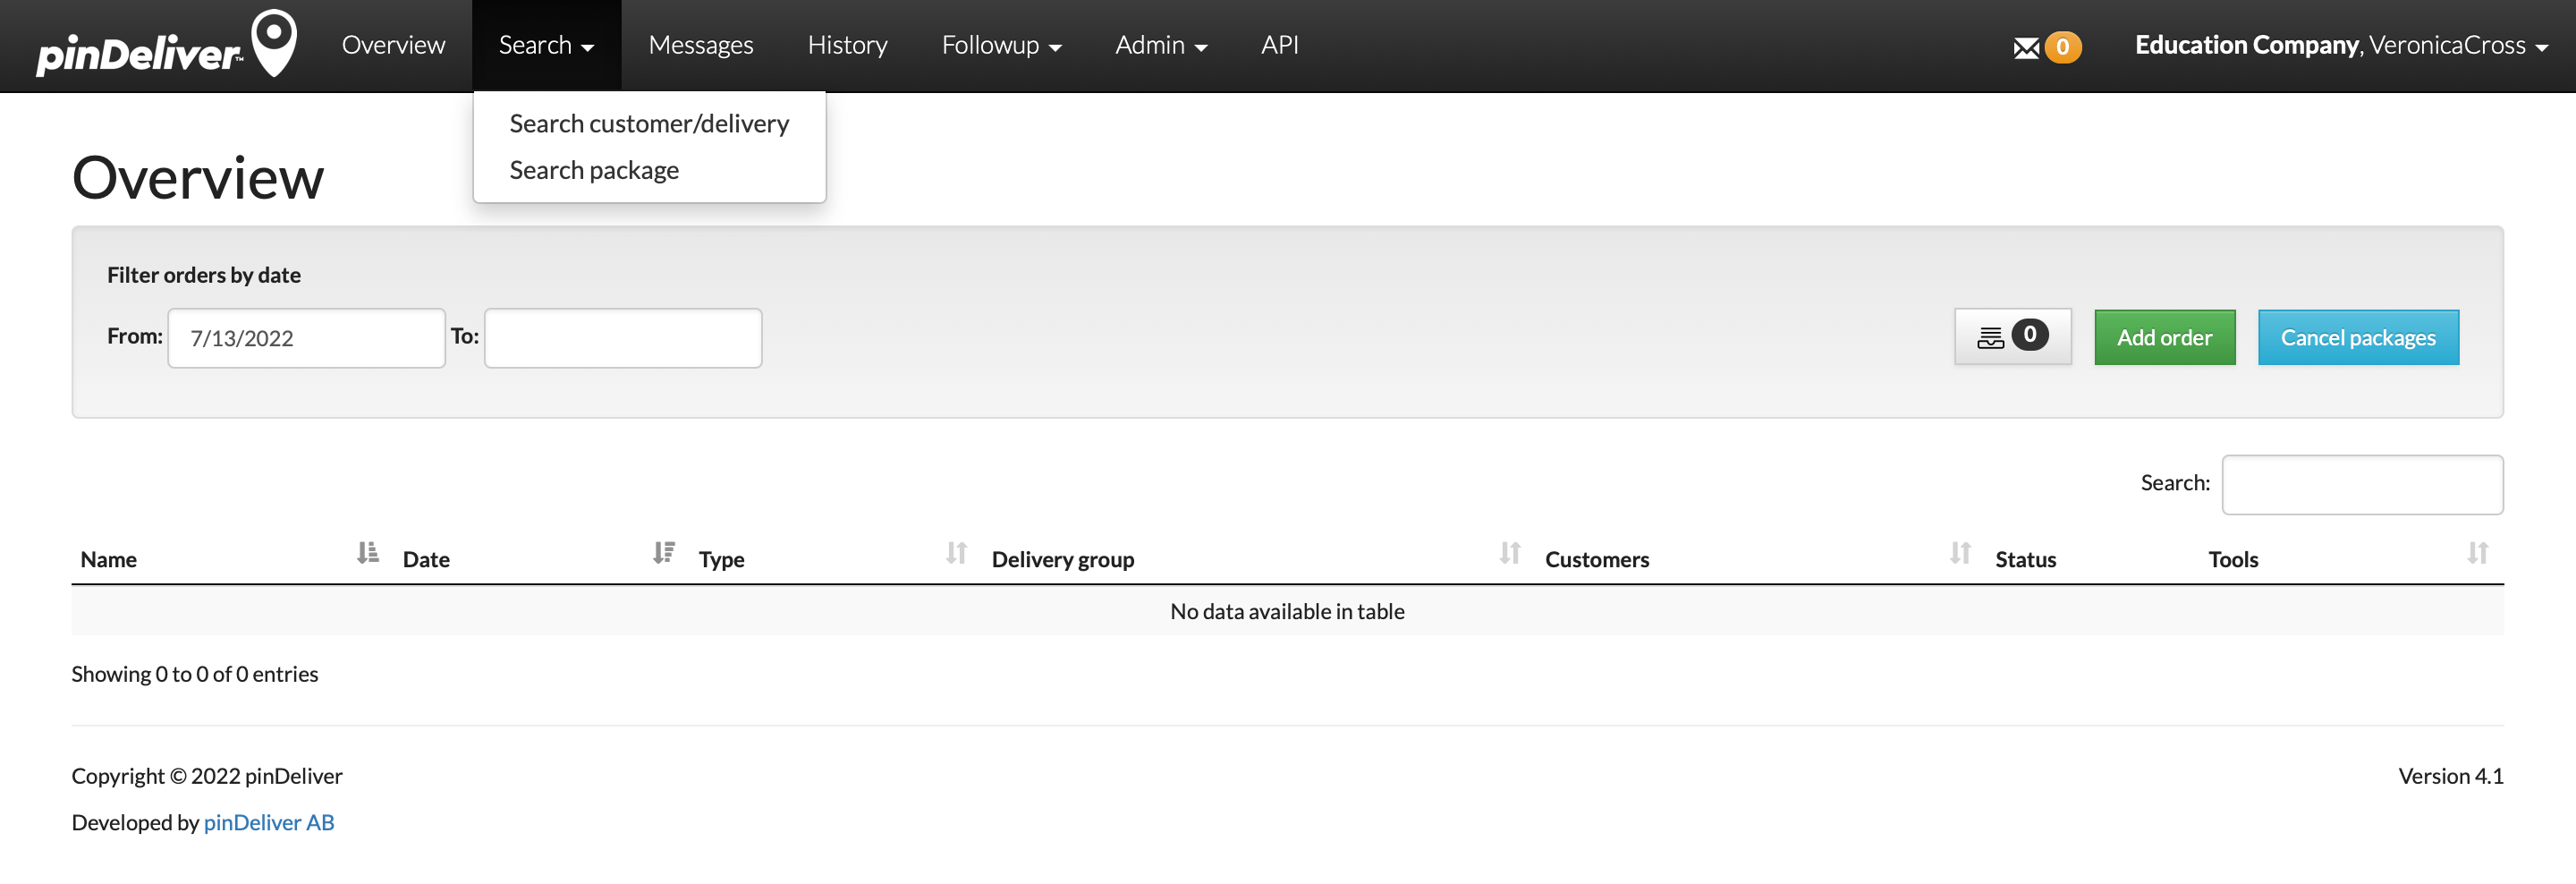 pinDeliver™ Overview Search Messages History Followup Admin API 0 Education Company, VeronicaCross
Search customer/delivery
Search package
Overview
Filter orders by date
From: 7/13/2022 To: 0 Add order Cancel packages
Search:
Name Date Type Delivery group Customers Status Tools
No data available in table
Showing 0 to 0 of 0 entries
Copyright © 2022 pinDeliver Version 4.1
Developed by pinDeliver AB